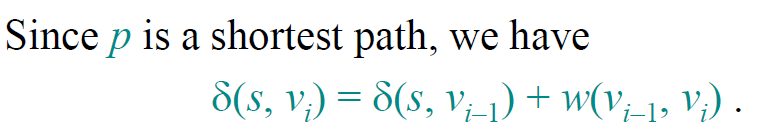 Since p is a shortest path, we have
δ(s, vᵢ) = δ(s, vᵢ₋₁) + w(vᵢ₋₁, vᵢ) .